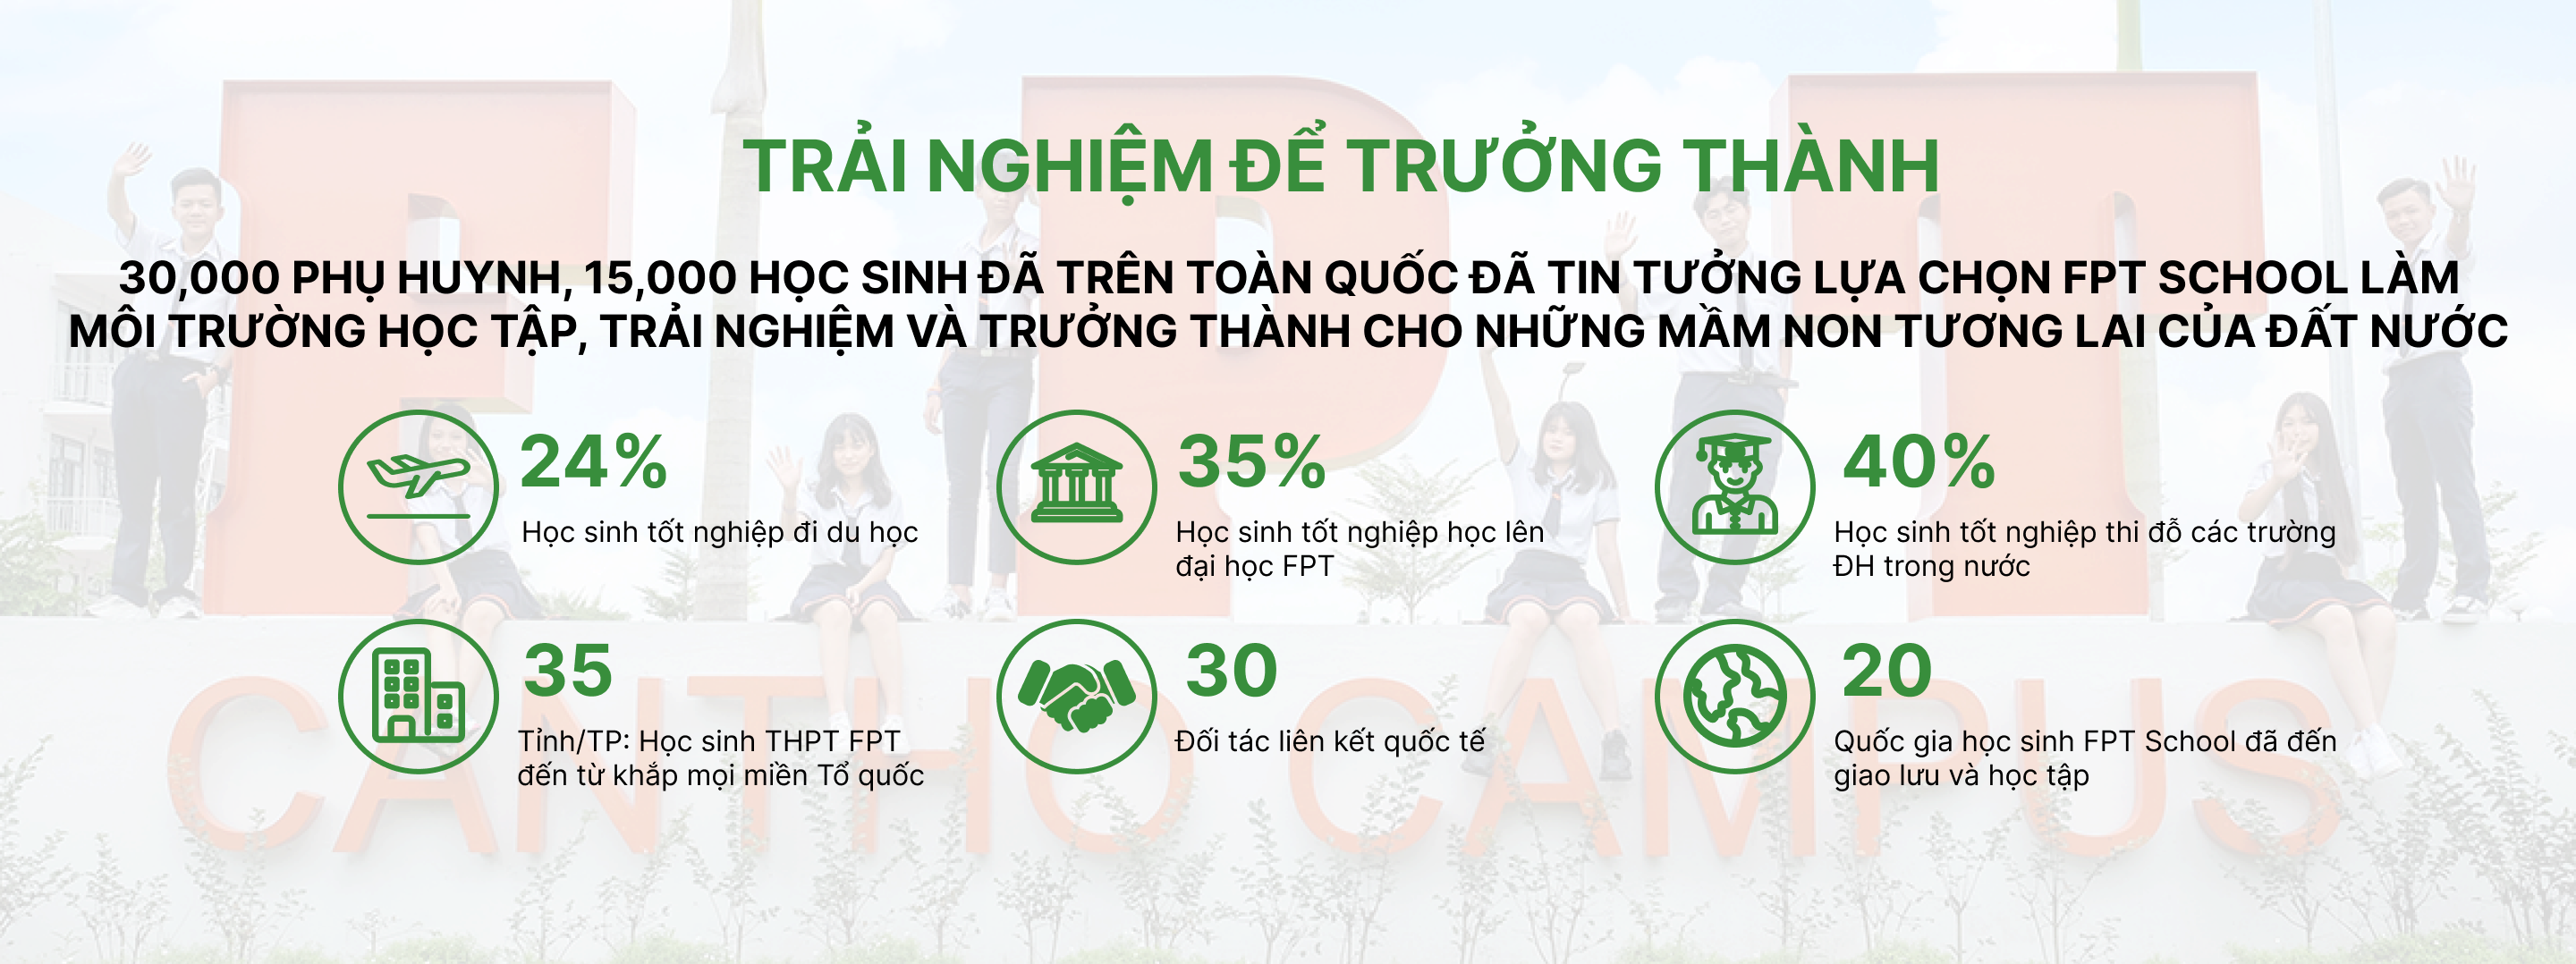 TRẢI NGHIỆM ĐỂ TRƯỞNG THÀNH
30,000 PHỤ HUYNH, 15,000 HỌC SINH ĐÃ TRÊN TOÀN QUỐC ĐÃ TIN TƯỞNG LỰA CHỌN FPT SCHOOL LÀM
MÔI TRƯỜNG HỌC TẬP, TRẢI NGHIỆM VÀ TRƯỞNG THÀNH CHO NHỮNG MẦM NON TƯƠNG LAI CỦA ĐẤT NƯỚC
24%
Học sinh tốt nghiệp đi du học
35%
Học sinh tốt nghiệp học lên
đại học FPT
40%
Học sinh tốt nghiệp thi đỗ các trường
ĐH trong nước
35
Tỉnh/TP: Học sinh THPT FPT
đến từ khắp mọi miền Tổ quốc
30
Đối tác liên kết quốc tế
20
Quốc gia học sinh FPT School đã đến
giao lưu và học tập
FPT
CANTHO CAMPUS